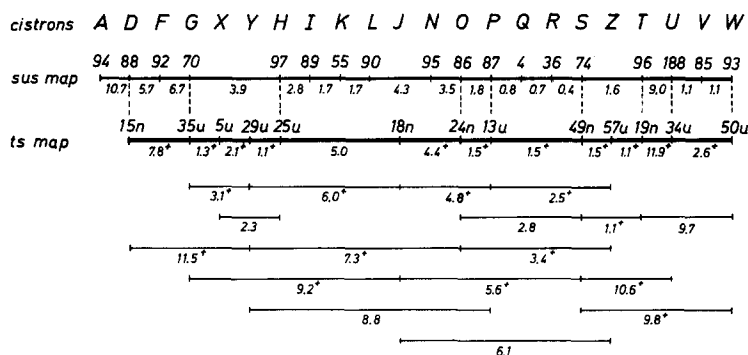 cistrons A D F G X Y H I K L J N O P Q R S Z T U V W
94 88 92 70 97 89 55 90 95 86 87 4 36 74 96 188 85 93
sus map
10.7 5.7 6.7 3.9 2.8 1.7 1.7 4.3 3.5 1.8 0.8 0.7 0.4 1.6 9.0 1.1 1.1
15n 35u 5u 29u 25u 18n 24n 13u 49n 57u 19n 34u 50u
ts map
7.8+ 1.3+ 2.1+ 1.1+ 5.0 4.4+ 1.5+ 1.5+ 1.5+ 1.1+ 11.9+ 2.6+
3.1+ 6.0+ 4.8+ 2.5+
2.3 2.8 1.1+ 9.7
11.5+ 7.3+ 3.4+
9.2+ 5.6+ 10.6+
8.8 9.8+
6.1